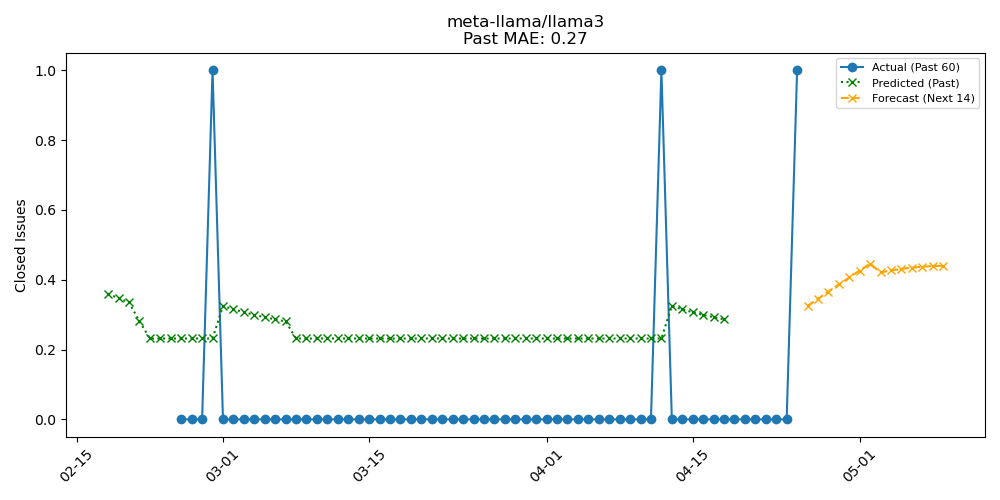 meta-llama/llama3
Past MAE: 0.27
Closed Issues
1.0
0.8
0.6
0.4
0.2
0.0
02-15
03-01
03-15
04-01
04-15
05-01
Actual (Past 60)
Predicted (Past)
Forecast (Next 14)